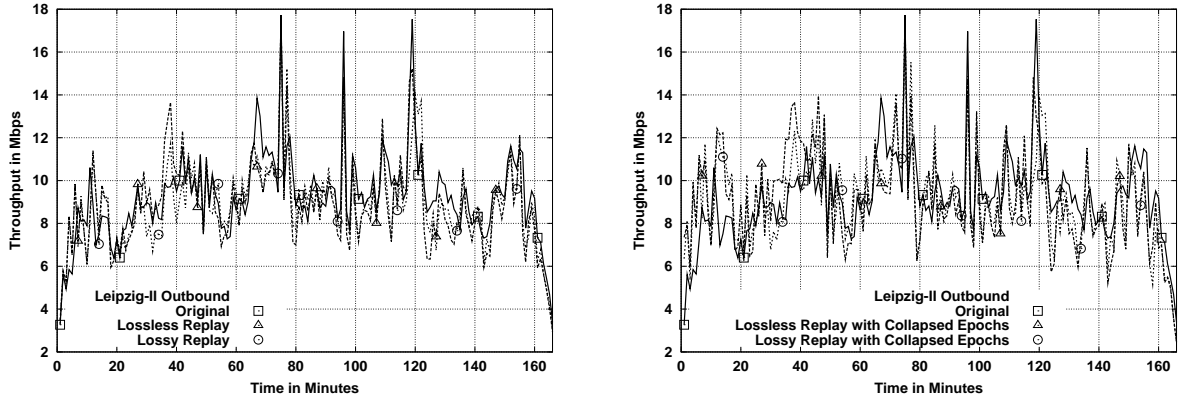 18
16
14
12
10
8
6
4
2
Throughput in Mbps
Leipzig-II Outbound
Original
Lossless Replay
Lossy Replay
0 20 40 60 80 100 120 140 160
Time in Minutes
18
16
14
12
10
8
6
4
2
Throughput in Mbps
Leipzig-II Outbound
Original
Lossless Replay with Collapsed Epochs
Lossy Replay with Collapsed Epochs
0 20 40 60 80 100 120 140 160
Time in Minutes